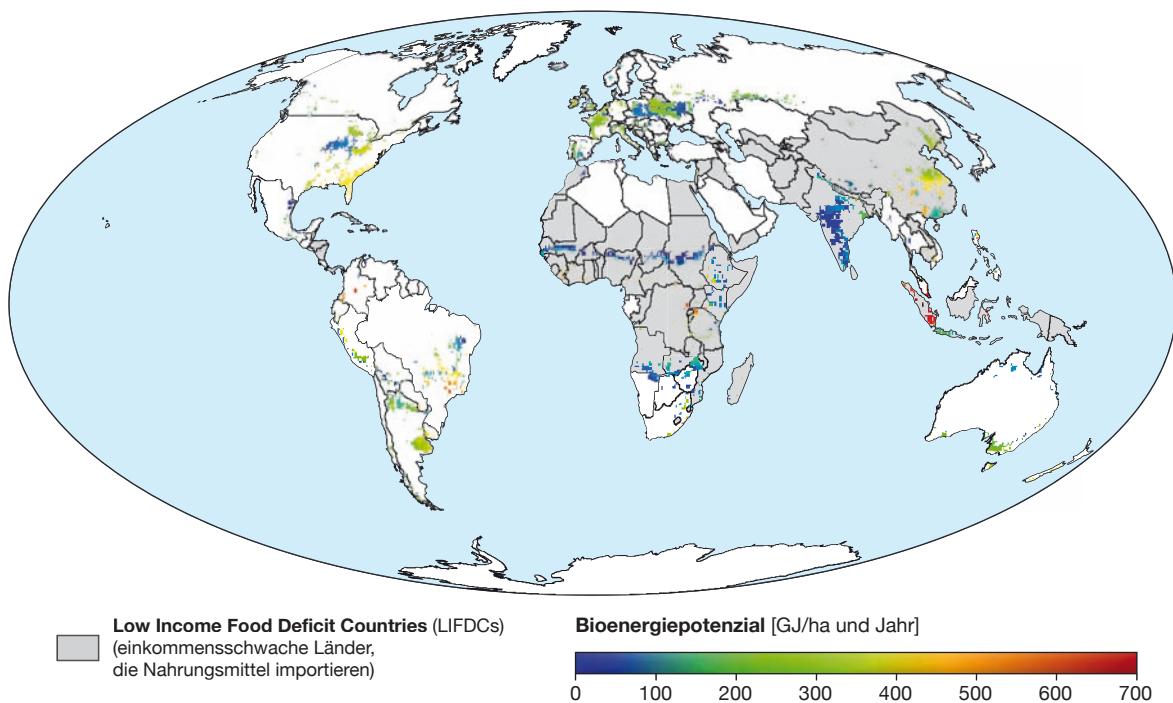 Low Income Food Deficit Countries (LIFDCs)
(einkommensschwache Länder,
die Nahrungsmittel importieren)
Bioenergiepotenzial [GJ/ha und Jahr]
0 100 200 300 400 500 600 700